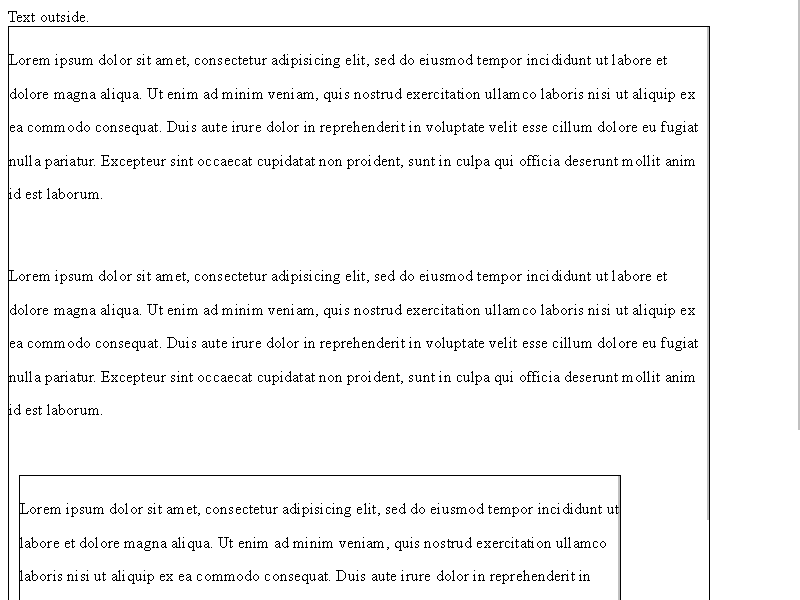 Text outside.
Lorem ipsum dolor sit amet, consectetur adipisicing elit, sed do eiusmod tempor incididunt ut labore et
dolore magna aliqua. Ut enim ad minim veniam, quis nostrud exercitation ullamco laboris nisi ut aliquip ex
ea commodo consequat. Duis aute irure dolor in reprehenderit in voluptate velit esse cillum dolore eu fugiat
nulla pariatur. Excepteur sint occaecat cupidatat non proident, sunt in culpa qui officia deserunt mollit anim
id est laborum.
Lorem ipsum dolor sit amet, consectetur adipisicing elit, sed do eiusmod tempor incididunt ut labore et
dolore magna aliqua. Ut enim ad minim veniam, quis nostrud exercitation ullamco laboris nisi ut aliquip ex
ea commodo consequat. Duis aute irure dolor in reprehenderit in voluptate velit esse cillum dolore eu fugiat
nulla pariatur. Excepteur sint occaecat cupidatat non proident, sunt in culpa qui officia deserunt mollit anim
id est laborum.
Lorem ipsum dolor sit amet, consectetur adipisicing elit, sed do eiusmod tempor incididunt ut
labore et dolore magna aliqua. Ut enim ad minim veniam, quis nostrud exercitation ullamco
laboris nisi ut aliquip ex ea commodo consequat. Duis aute irure dolor in reprehenderit in